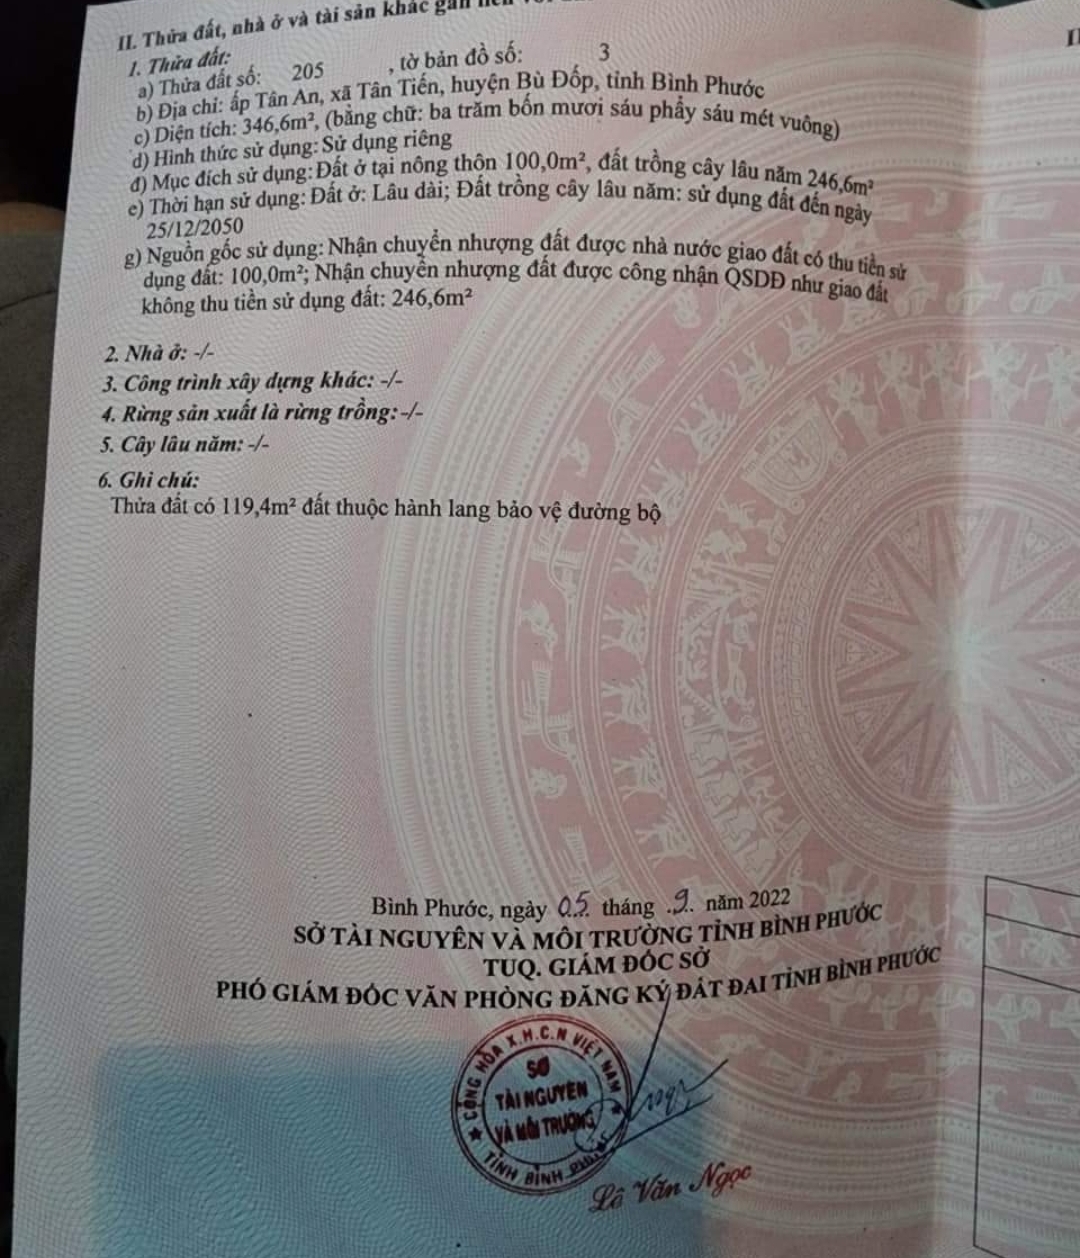 II. Thửa đất, nhà ở và tài sản khác gắn
1. Thửa đất:
a) Thửa đất số: 205 , tờ bản đồ số: 3
b) Địa chỉ: ấp Tân An, xã Tân Tiến, huyện Bù Đốp, tỉnh Bình Phước
c) Diện tích: 346,6m², (bằng chữ: ba trăm bốn mươi sáu phẩy sáu mét vuông)
d) Hình thức sử dụng: Sử dụng riêng
đ) Mục đích sử dụng: Đất ở tại nông thôn 100,0m², đất trồng cây lâu năm 246,6m²
e) Thời hạn sử dụng: Đất ở: Lâu dài; Đất trồng cây lâu năm: sử dụng đất đến ngày
25/12/2050
g) Nguồn gốc sử dụng: Nhận chuyển nhượng đất được nhà nước giao đất có thu tiền sử
dụng đất: 100,0m²; Nhận chuyển nhượng đất được công nhận QSDĐ như giao đất
không thu tiền sử dụng đất: 246,6m²
2. Nhà ở: -/-
3. Công trình xây dựng khác: -/-
4. Rừng sản xuất là rừng trồng: -/-
5. Cây lâu năm: -/-
6. Ghi chú:
Thửa đất có 119,4m² đất thuộc hành lang bảo vệ đường bộ
Bình Phước, ngày 05 tháng 9 năm 2022
SỞ TÀI NGUYÊN VÀ MÔI TRƯỜNG TỈNH BÌNH PHƯỚC
TUQ. GIÁM ĐỐC SỞ
PHÓ GIÁM ĐỐC VĂN PHÒNG ĐĂNG KÝ ĐẤT ĐAI TỈNH BÌNH PHƯỚC
CỘNG HÒA X.H.C.N VIỆT NAM
SỞ
TÀI NGUYÊN
VÀ MÔI TRƯỜNG
TỈNH BÌNH PHƯỚC
Lê Văn Ngọc